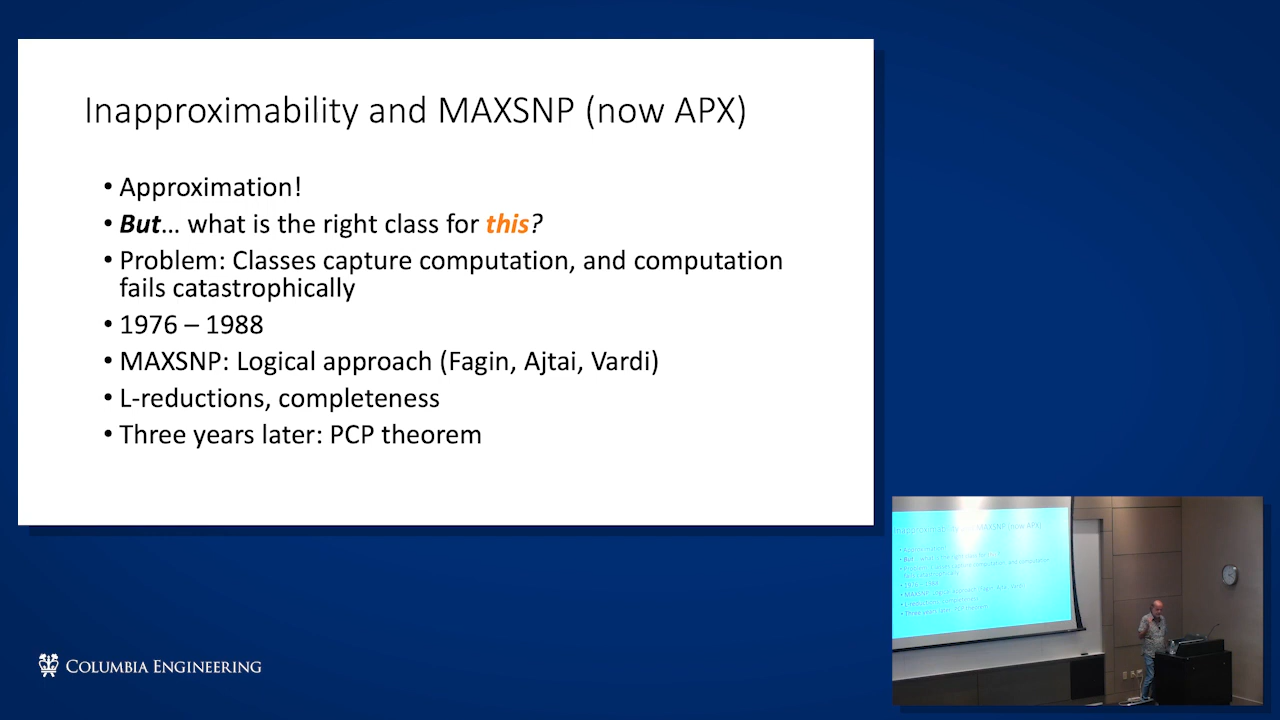 Inapproximability and MAXSNP (now APX)
• Approximation!
• But… what is the right class for this?
• Problem: Classes capture computation, and computation
fails catastrophically
• 1976 – 1988
• MAXSNP: Logical approach (Fagin, Ajtai, Vardi)
• L-reductions, completeness
• Three years later: PCP theorem
COLUMBIA ENGINEERING